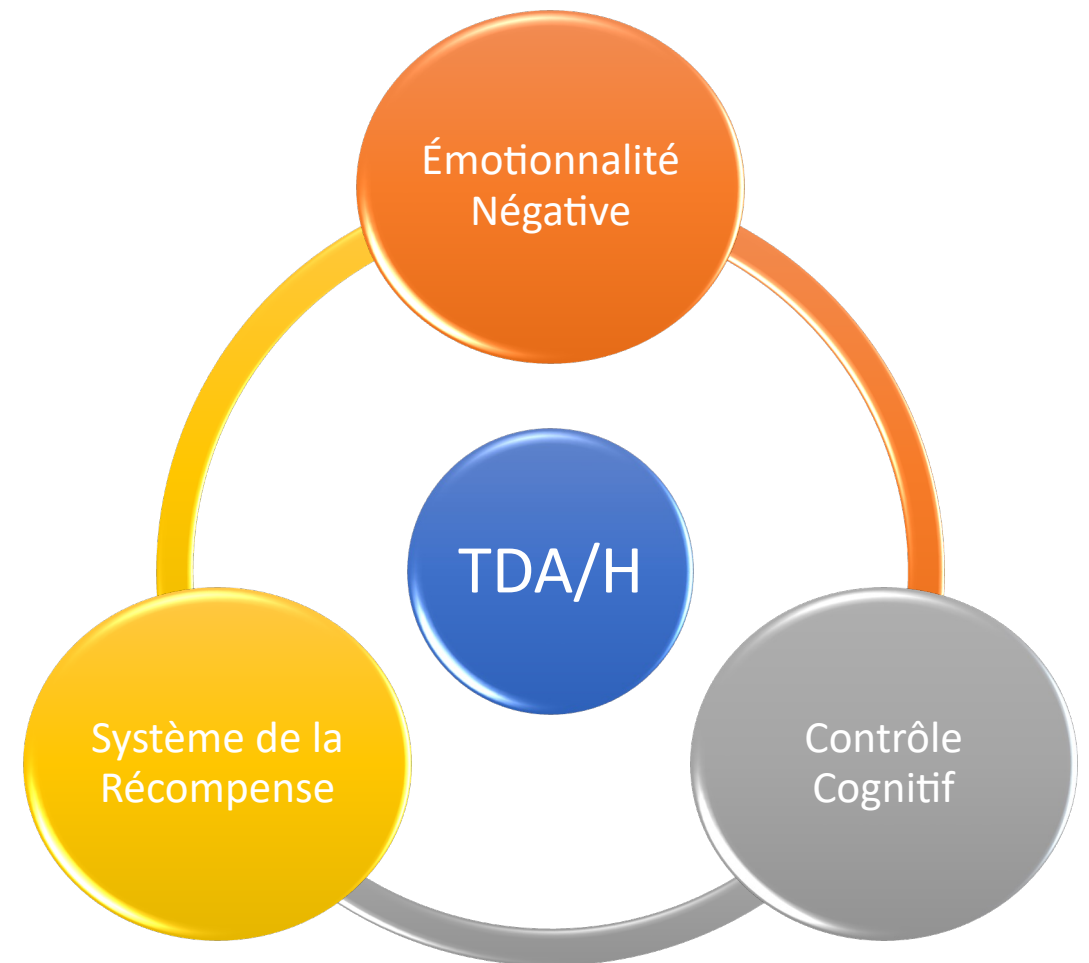 Émotionnalité
Négative
TDA/H
Système de la
Récompense
Contrôle
Cognitif